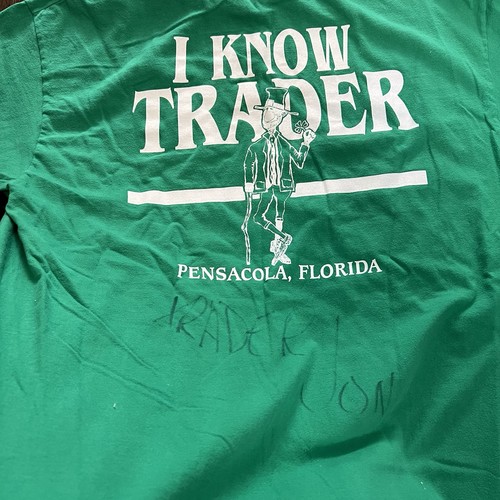 I KNOW
TRADER
PENSACOLA, FLORIDA
TRADER
JON